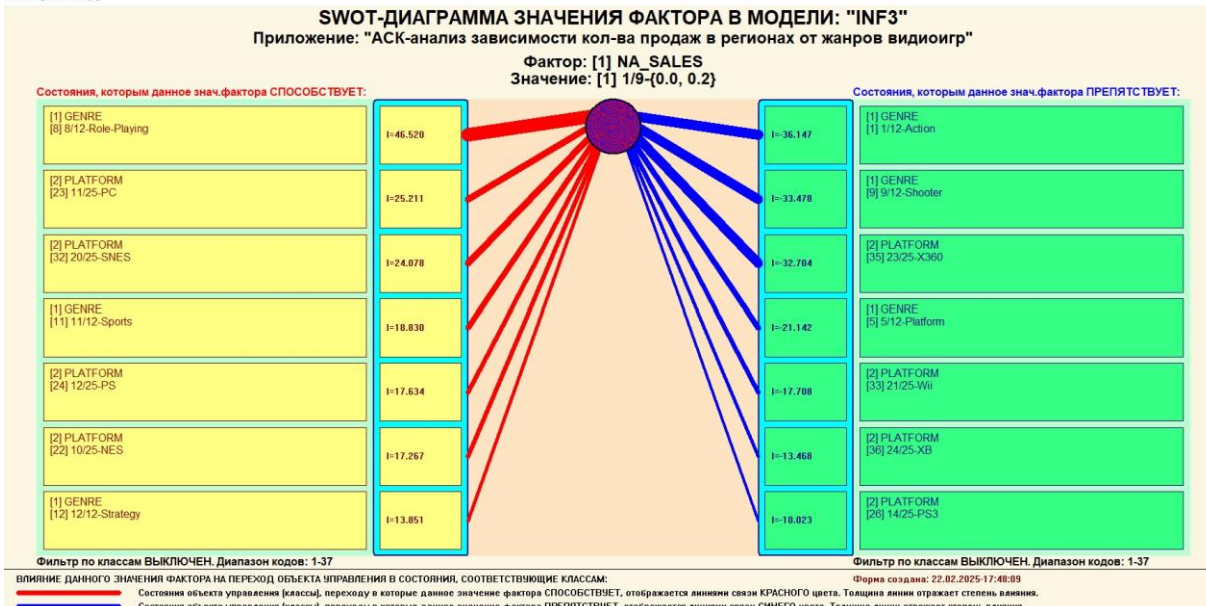 SWOT-ДИАГРАММА ЗНАЧЕНИЯ ФАКТОРА В МОДЕЛИ: "INF3"
Приложение: "АСК-анализ зависимости кол-ва продаж в регионах от жанров видиоигр"
Фактор: [1] NA_SALES
Значение: [1] 1/9-{0.0, 0.2}
Состояния, которым данное знач.фактора СПОСОБСТВУЕТ:
[1] GENRE
[8] 8/12-Role-Playing
I=46.520
[2] PLATFORM
[23] 11/25-PC
I=25.211
[2] PLATFORM
[32] 20/25-SNES
I=24.078
[1] GENRE
[11] 11/12-Sports
I=18.830
[2] PLATFORM
[24] 12/25-PS
I=17.634
[2] PLATFORM
[22] 10/25-NES
I=17.267
[1] GENRE
[12] 12/12-Strategy
I=13.851
Фильтр по классам ВЫКЛЮЧЕН. Диапазон кодов: 1-37
Состояния, которым данное знач.фактора ПРЕПЯТСТВУЕТ:
I=-36.147
[1] GENRE
[1] 1/12-Action
I=-33.478
[1] GENRE
[9] 9/12-Shooter
I=-32.704
[2] PLATFORM
[35] 23/25-X360
I=-21.142
[1] GENRE
[5] 5/12-Platform
I=-17.708
[2] PLATFORM
[33] 21/25-Wii
I=-13.468
[2] PLATFORM
[36] 24/25-XB
I=-10.023
[2] PLATFORM
[26] 14/25-PS3
Фильтр по классам ВЫКЛЮЧЕН. Диапазон кодов: 1-37
ВЛИЯНИЕ ДАННОГО ЗНАЧЕНИЯ ФАКТОРА НА ПЕРЕХОД ОБЪЕКТА УПРАВЛЕНИЯ В СОСТОЯНИЯ, СООТВЕТСТВУЮЩИЕ КЛАССАМ:
Форма создана: 22.02.2025-17:48:09
Состояния объекта управления (классы), переходу в которые данное значение фактора СПОСОБСТВУЕТ, отображается линиями связи КРАСНОГО цвета. Толщина линии отражает степень влияния.